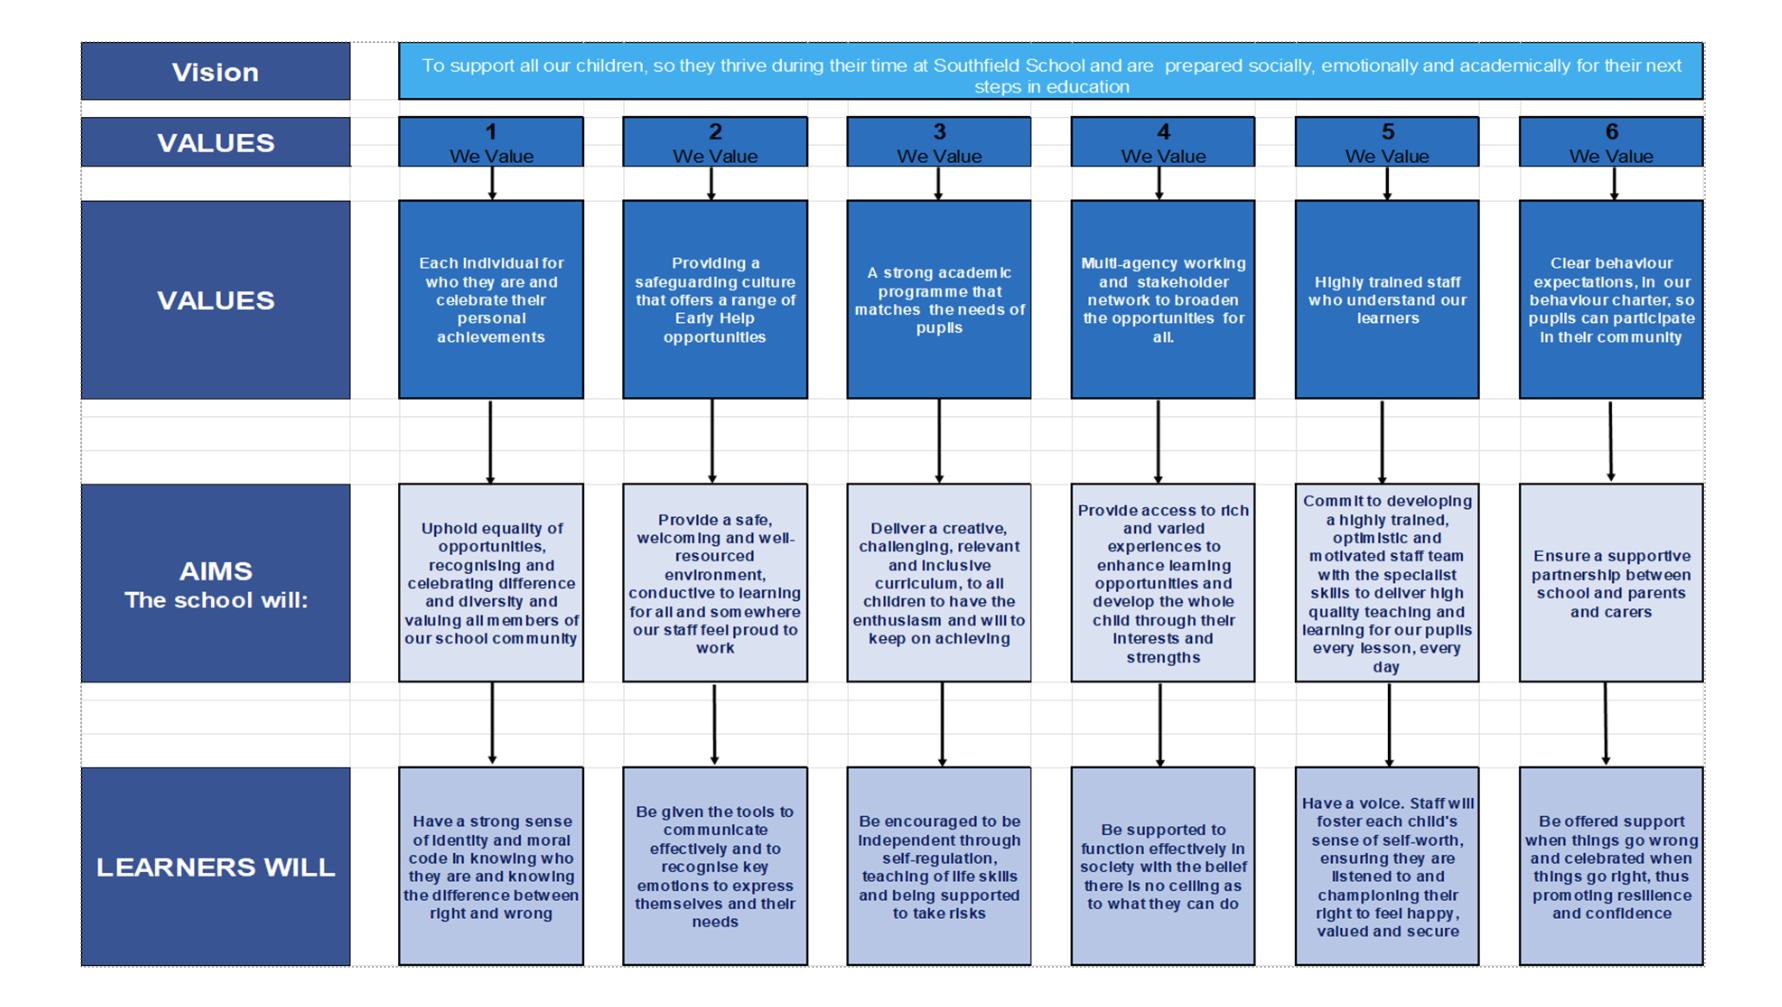 Vision
To support all our children, so they thrive during their time at Southfield School and are prepared socially, emotionally and academically for their next
steps in education
VALUES
1
We Value
2
We Value
3
We Value
4
We Value
5
We Value
6
We Value
VALUES
Each individual for
who they are and
celebrate their
personal
achievements
Providing a
safeguarding culture
that offers a range of
Early Help
opportunities
A strong academic
programme that
matches the needs of
pupils
Multi-agency working
and stakeholder
network to broaden
the opportunities for
all.
Highly trained staff
who understand our
learners
Clear behaviour
expectations, in our
behaviour charter, so
pupils can participate
in their community
AIMS
The school will:
Uphold equality of
opportunities,
recognising and
celebrating difference
and diversity and
valuing all members of
our school community
Provide a safe,
welcoming and well-
resourced
environment,
conductive to learning
for all and somewhere
our staff feel proud to
work
Deliver a creative,
challenging, relevant
and inclusive
curriculum, to all
children to have the
enthusiasm and will to
keep on achieving
Provide access to rich
and varied
experiences to
enhance learning
opportunities and
develop the whole
child through their
interests and
strengths
Commit to developing
a highly trained,
optimistic and
motivated staff team
with the specialist
skills to deliver high
quality teaching and
learning for our pupils
every lesson, every
day
Ensure a supportive
partnership between
school and parents
and carers
LEARNERS WILL
Have a strong sense
of identity and moral
code in knowing who
they are and knowing
the difference between
right and wrong
Be given the tools to
communicate
effectively and to
recognise key
emotions to express
themselves and their
needs
Be encouraged to be
independent through
self-regulation,
teaching of life skills
and being supported
to take risks
Be supported to
function effectively in
society with the belief
there is no ceiling as
to what they can do
Have a voice. Staff will
foster each child's
sense of self-worth,
ensuring they are
listened to and
championing their
right to feel happy,
valued and secure
Be offered support
when things go wrong
and celebrated when
things go right, thus
promoting resilience
and confidence